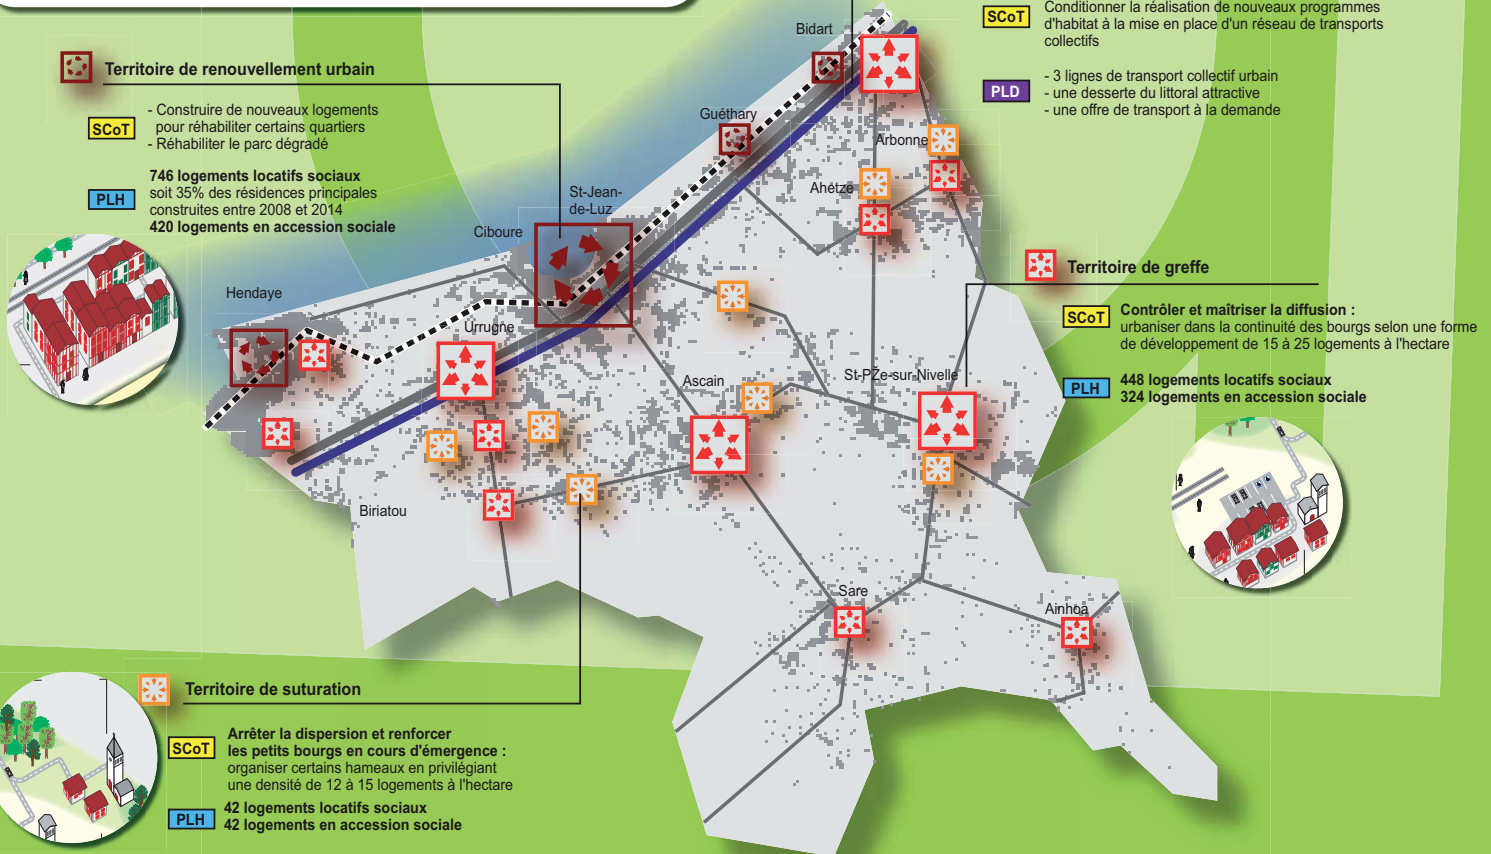 SCoT
Conditionner la réalisation de nouveaux programmes
d'habitat à la mise en place d'un réseau de transports
collectifs
PLD
- 3 lignes de transport collectif urbain
- une desserte du littoral attractive
- une offre de transport à la demande
Territoire de renouvellement urbain
SCoT
- Construire de nouveaux logements
pour réhabiliter certains quartiers
- Réhabiliter le parc dégradé
PLH
746 logements locatifs sociaux
soit 35% des résidences principales
construites entre 2008 et 2014
420 logements en accession sociale
Bidart
Guéthary
Arbonne
Ahetze
St-Jean-
de-Luz
Ciboure
Hendaye
Urrugne
Ascain
St-PŽe-sur-Nivelle
Biriatou
Sare
Ainhoa
Territoire de greffe
SCoT
Contrôler et maîtriser la diffusion :
urbaniser dans la continuité des bourgs selon une forme
de développement de 15 à 25 logements à l'hectare
PLH
448 logements locatifs sociaux
324 logements en accession sociale
Territoire de suturation
SCoT
Arrêter la dispersion et renforcer
les petits bourgs en cours d'émergence :
organiser certains hameaux en privilégiant
une densité de 12 à 15 logements à l'hectare
PLH
42 logements locatifs sociaux
42 logements en accession sociale